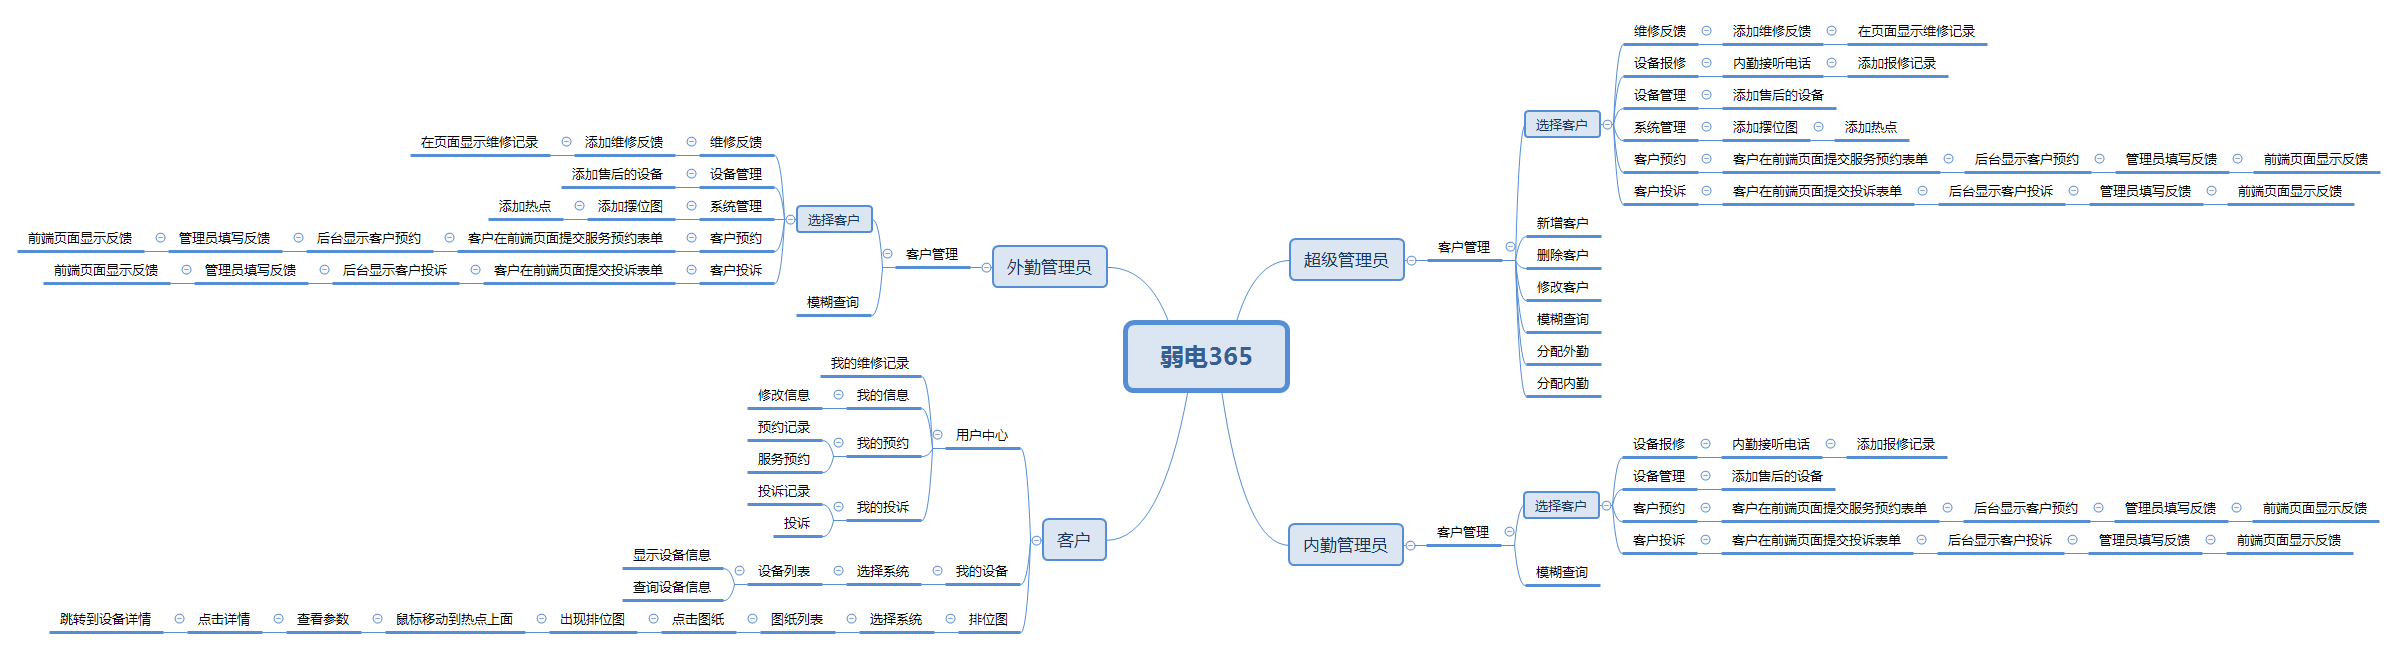 弱电365
超级管理员
客户管理
选择客户
维修反馈 添加维修反馈 在页面显示维修记录
设备报修 内勤接听电话 添加报修记录
设备管理 添加售后的设备
系统管理 添加摆位图 添加热点
客户预约 客户在前端页面提交服务预约表单 后台显示客户预约 管理员填写反馈 前端页面显示反馈
客户投诉 客户在前端页面提交投诉表单 后台显示客户投诉 管理员填写反馈 前端页面显示反馈
新增客户
删除客户
修改客户
模糊查询
分配外勤
分配内勤
内勤管理员
客户管理
选择客户
设备报修 内勤接听电话 添加报修记录
设备管理 添加售后的设备
客户预约 客户在前端页面提交服务预约表单 后台显示客户预约 管理员填写反馈 前端页面显示反馈
客户投诉 客户在前端页面提交投诉表单 后台显示客户投诉 管理员填写反馈 前端页面显示反馈
模糊查询
外勤管理员
客户管理
选择客户
在页面显示维修记录 添加维修反馈 维修反馈
添加售后的设备 设备管理
添加热点 添加摆位图 系统管理
前端页面显示反馈 管理员填写反馈 后台显示客户预约 客户在前端页面提交服务预约表单 客户预约
前端页面显示反馈 管理员填写反馈 后台显示客户投诉 客户在前端页面提交投诉表单 客户投诉
模糊查询
客户
用户中心
我的维修记录
修改信息 我的信息
预约记录
我的预约
服务预约
投诉记录
我的投诉
投诉
显示设备信息
设备列表 选择系统 我的设备
查询设备信息
跳转到设备详情 点击详情 查看参数 鼠标移动到热点上面 出现排位图 点击图纸 图纸列表 选择系统 排位图